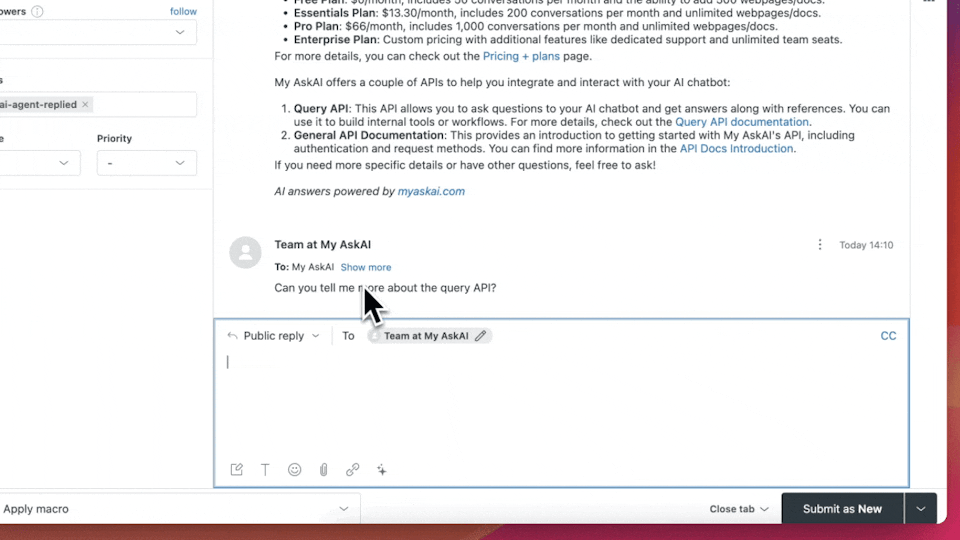 owers
follow
s
ai-agent-replied ×
e
Priority
-
Free Plan: $0/month, includes 50 conversations per month and the ability to add 500 webpages/docs.
Essentials Plan: $13.30/month, includes 200 conversations per month and unlimited webpages/docs.
Pro Plan: $66/month, includes 1,000 conversations per month and unlimited webpages/docs.
Enterprise Plan: Custom pricing with additional features like dedicated support and unlimited team seats.
For more details, you can check out the Pricing + plans page.
My AskAI offers a couple of APIs to help you integrate and interact with your AI chatbot:
1. Query API: This API allows you to ask questions to your AI chatbot and get answers along with references. You can
use it to build internal tools or workflows. For more details, check out the Query API documentation.
2. General API Documentation: This provides an introduction to getting started with My AskAI's API, including
authentication and request methods. You can find more information in the API Docs Introduction.
If you need more specific details or have other questions, feel free to ask!
AI answers powered by myaskai.com
Team at My AskAI
Today 14:10
To: My AskAI Show more
Can you tell me more about the query API?
Public reply
To
Team at My AskAI
CC
Apply macro
Close tab
Submit as New